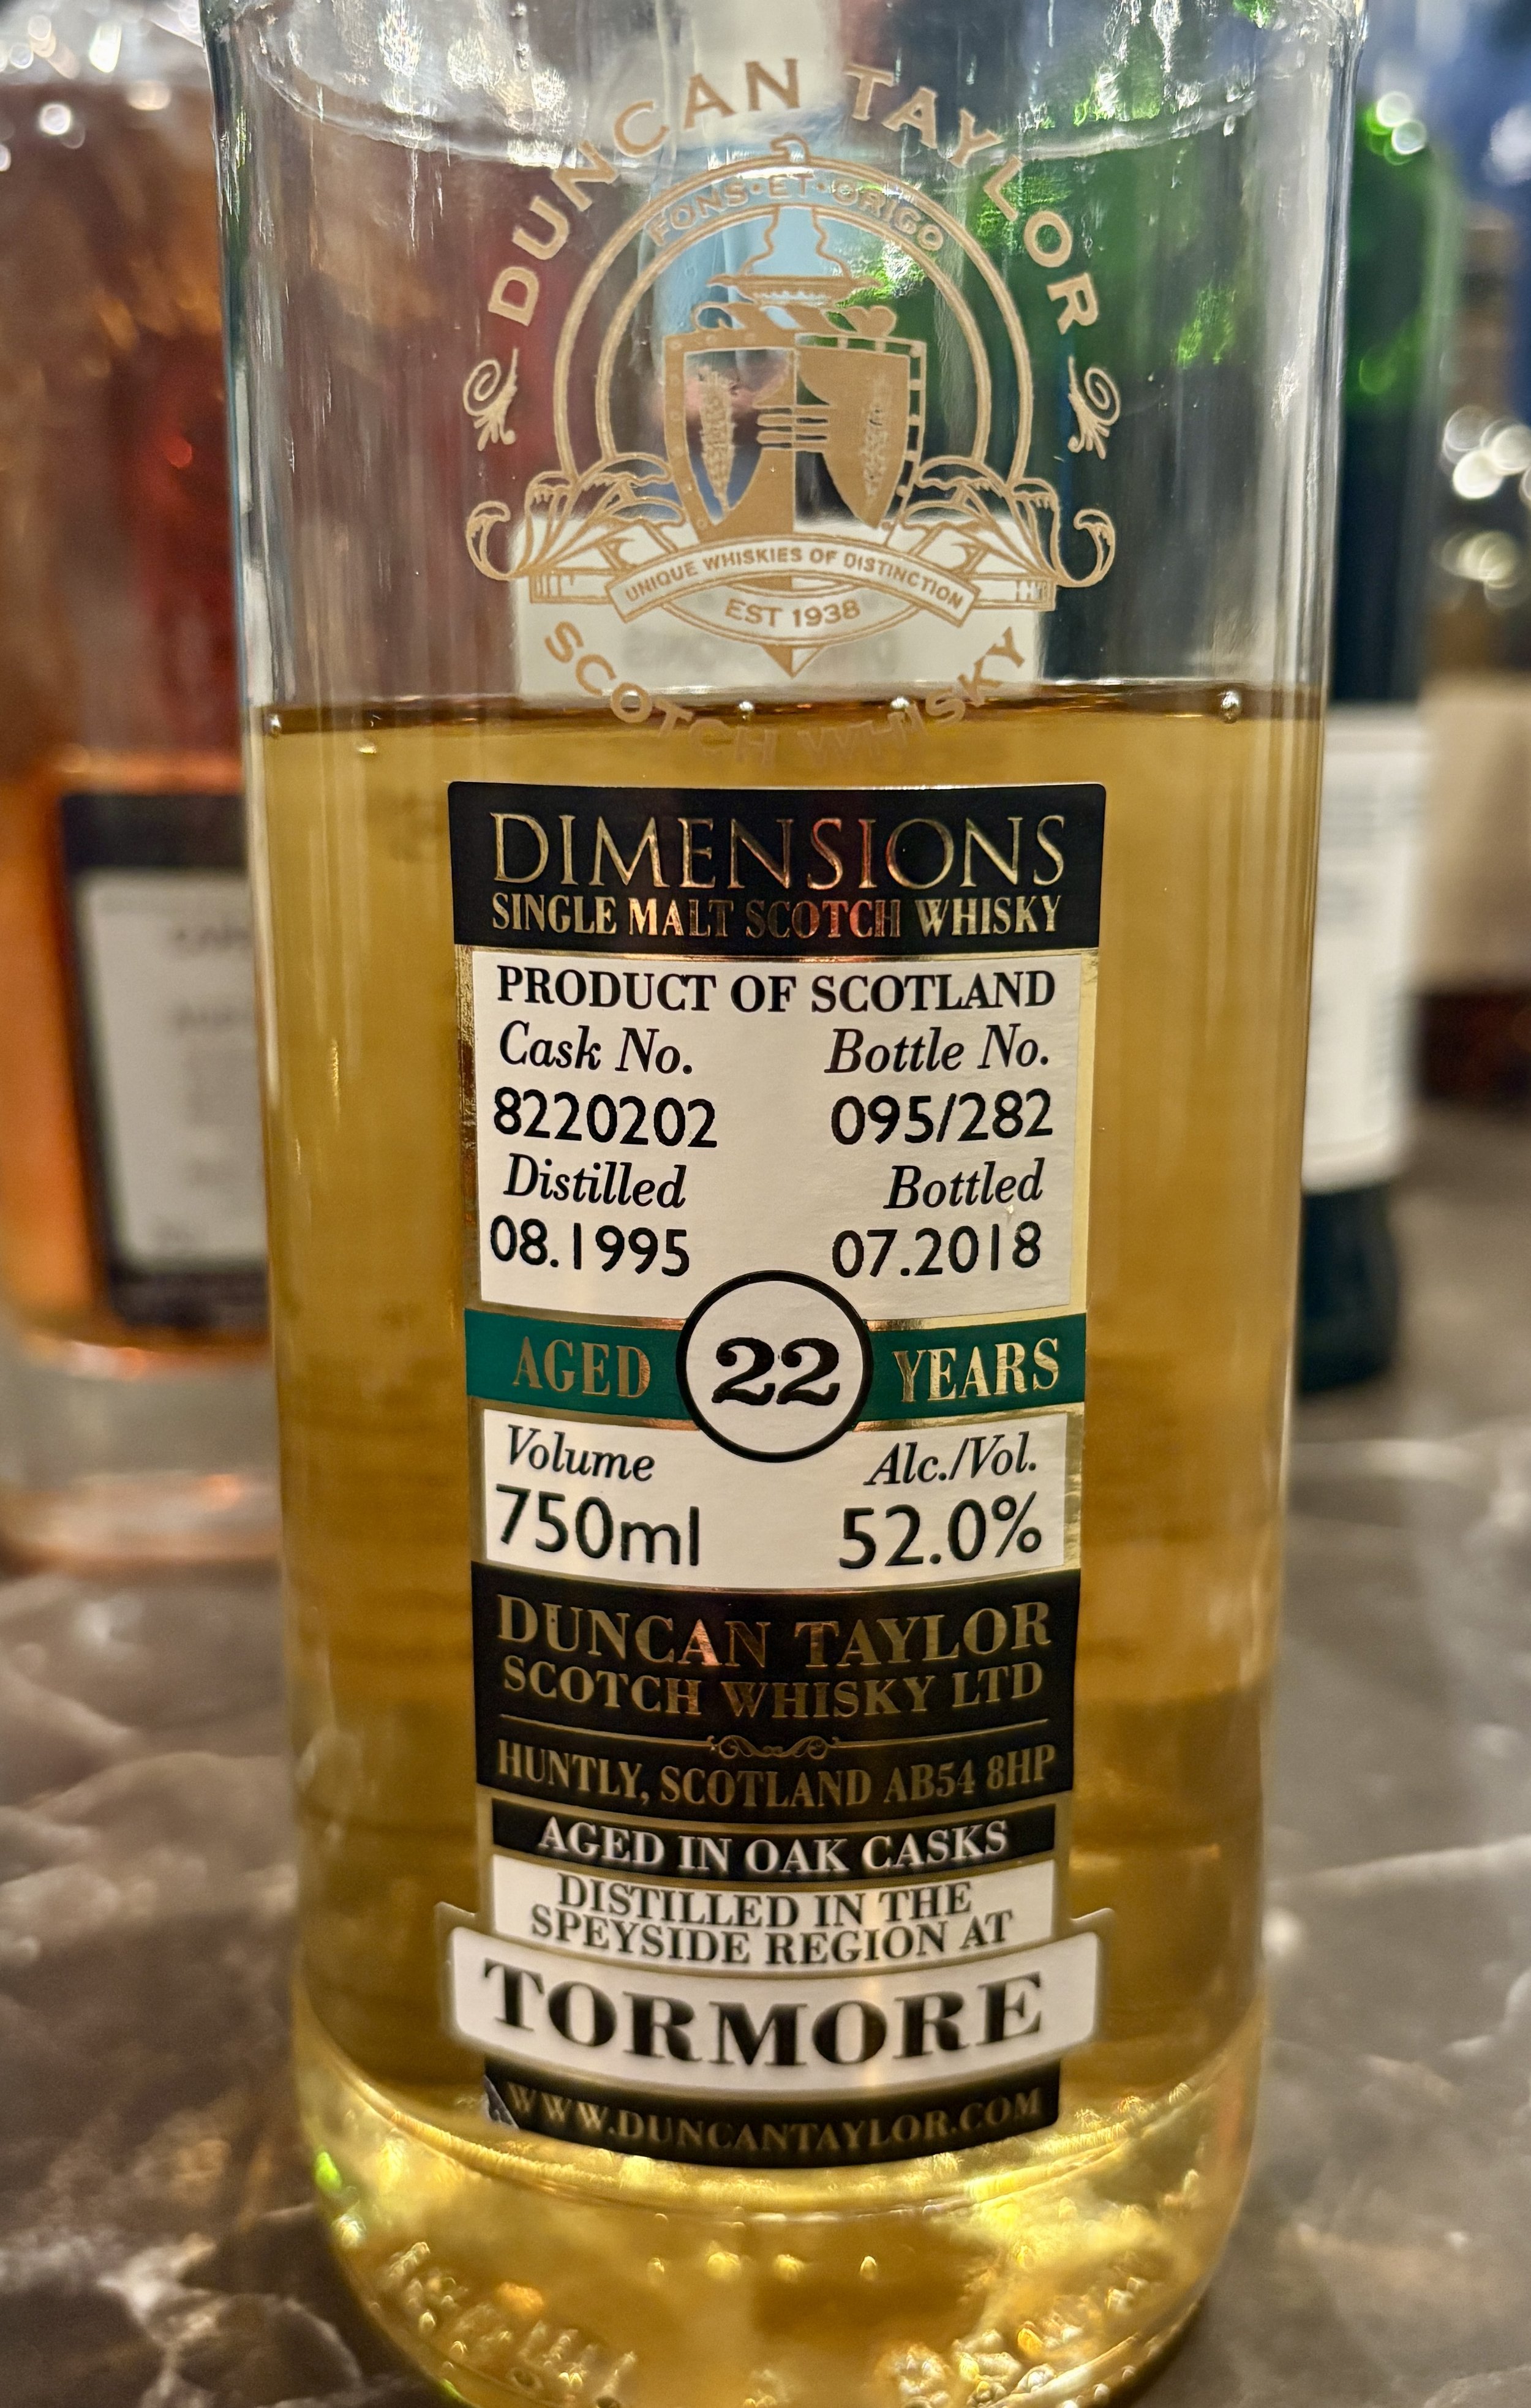 DUNCAN TAYLOR
FONS·ET·ORIGO
UNIQUE WHISKIES OF DISTINCTION
EST 1938
SCOTCH WHISKY
DIMENSIONS
SINGLE MALT SCOTCH WHISKY
PRODUCT OF SCOTLAND
Cask No. Bottle No.
8220202 095/282
Distilled Bottled
08.1995 07.2018
AGED 22 YEARS
Volume Alc./Vol.
750ml 52.0%
DUNCAN TAYLOR
SCOTCH WHISKY LTD
HUNTLY, SCOTLAND AB54 8HP
AGED IN OAK CASKS
DISTILLED IN THE
SPEYSIDE REGION AT
TORMORE
WWW.DUNCANTAYLOR.COM